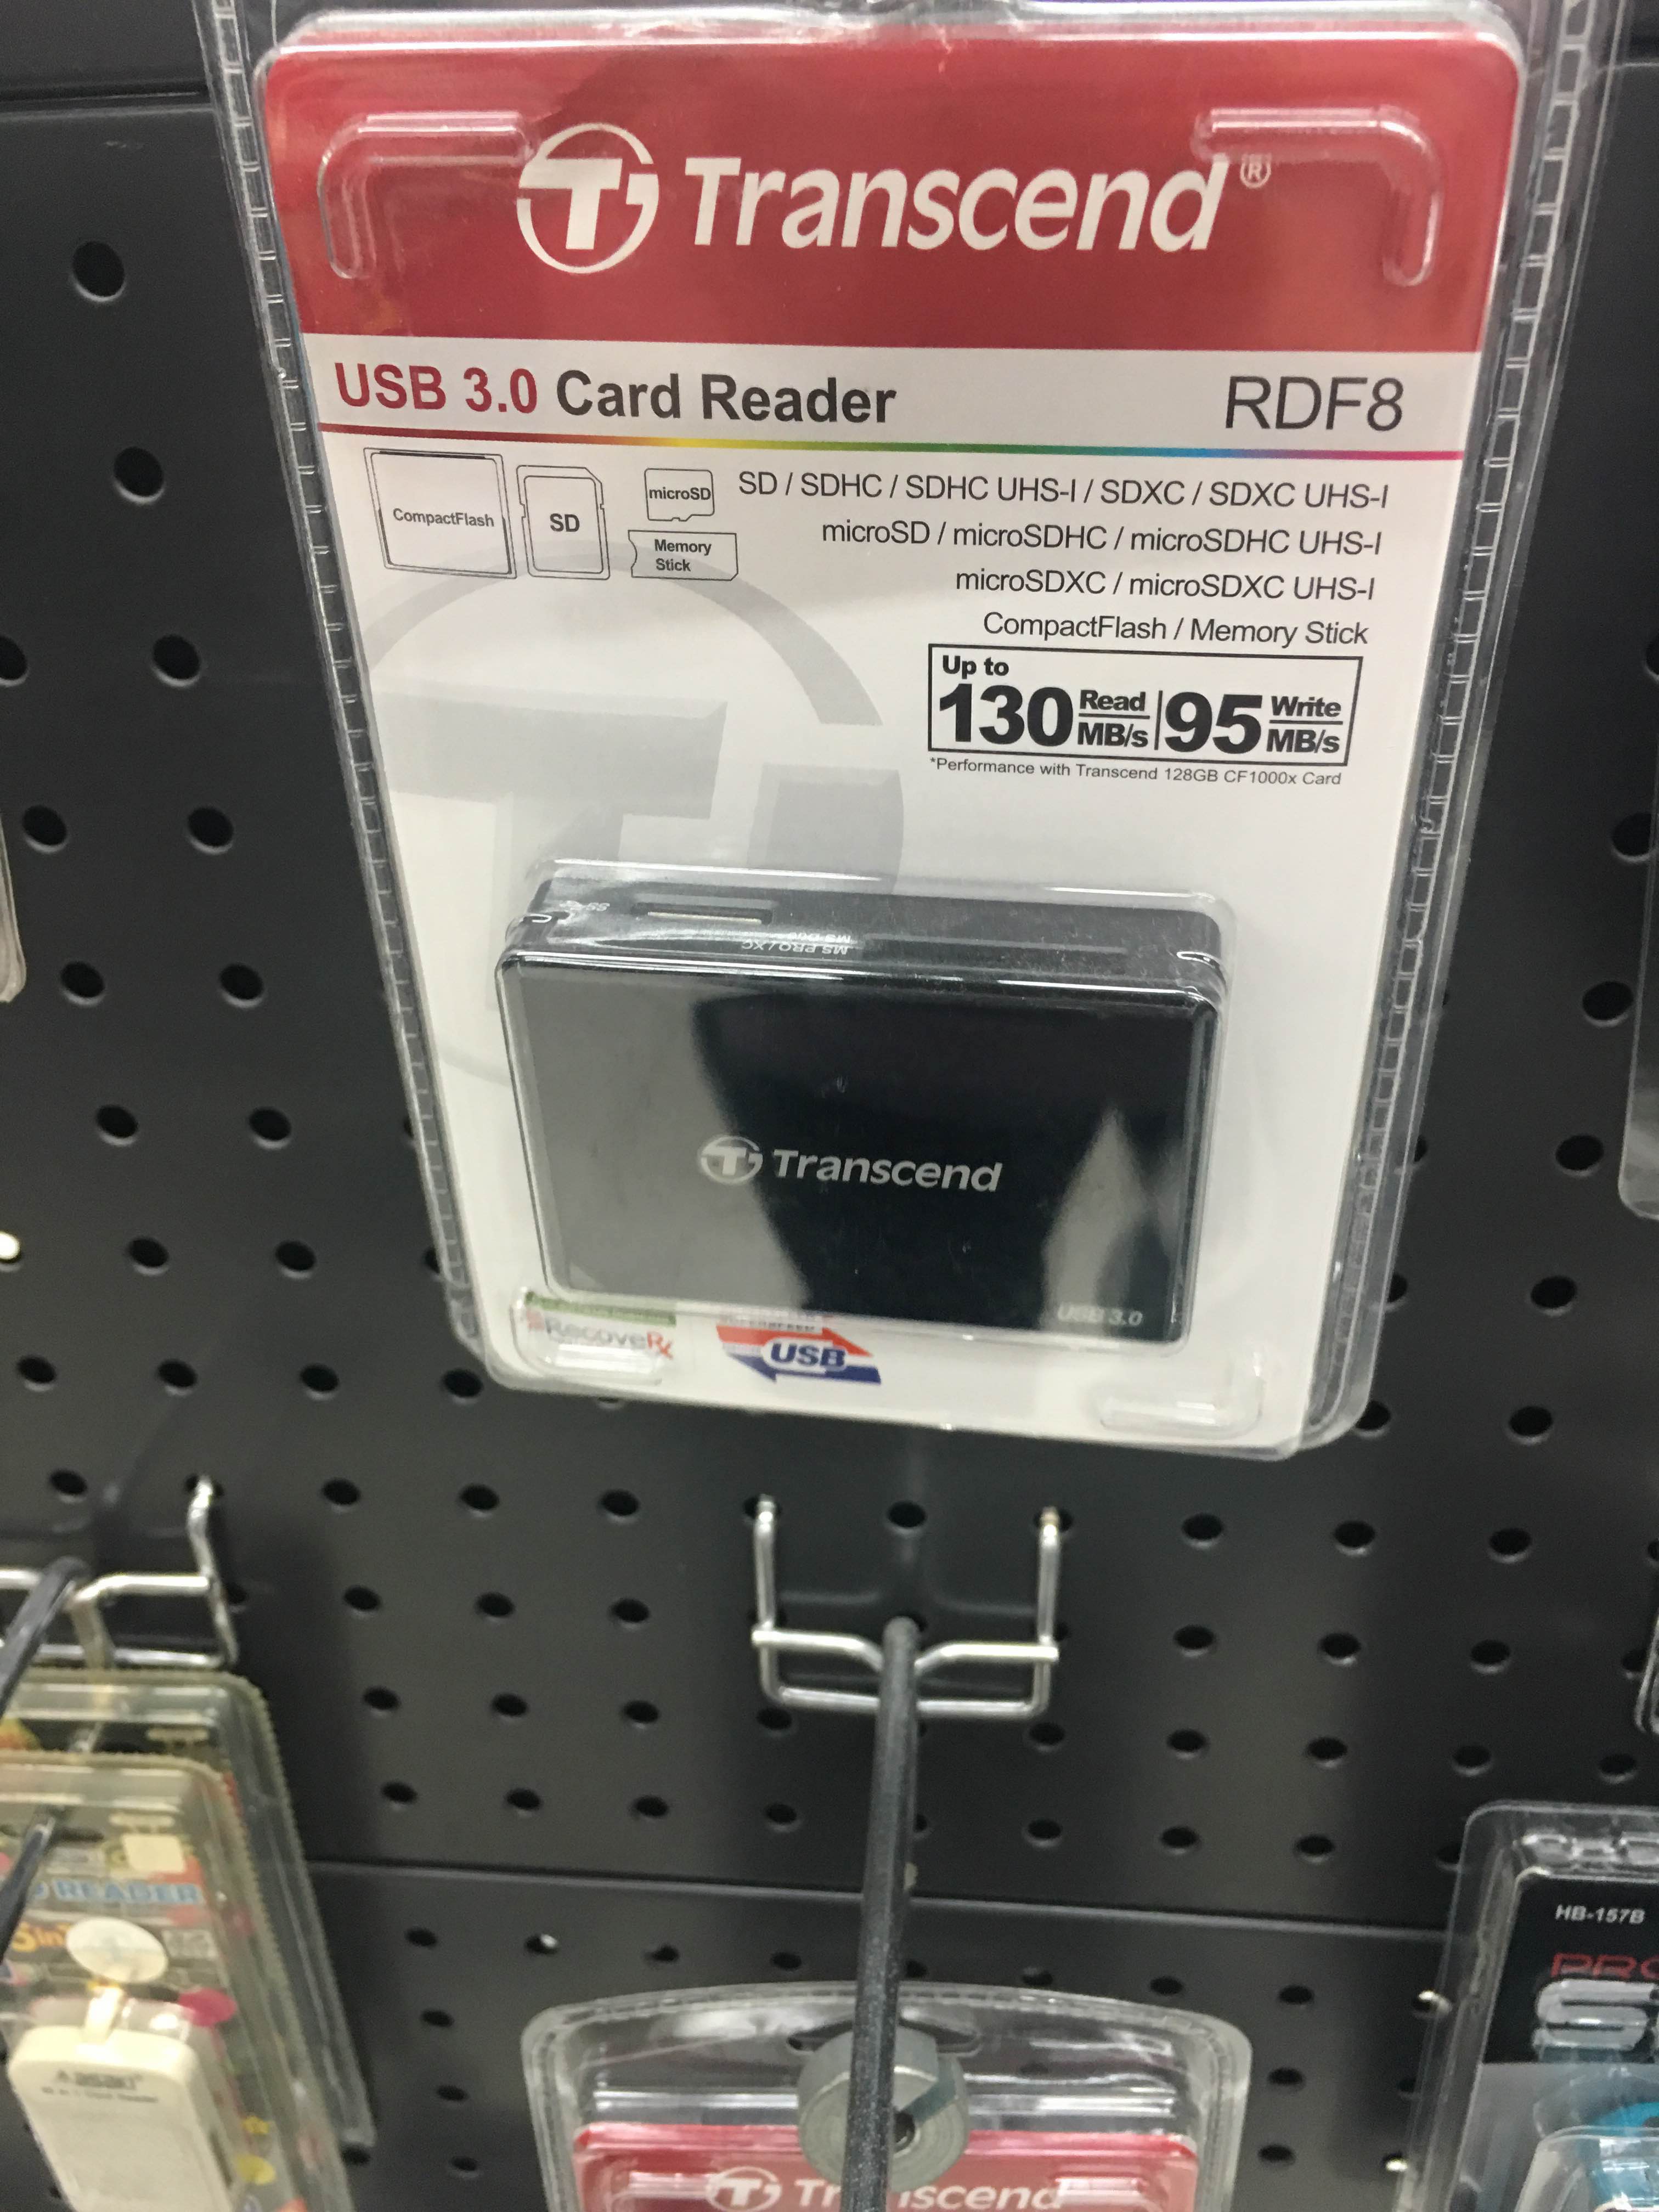 Transcend®
USB 3.0 Card Reader
RDF8
CompactFlash
SD
microSD
Memory
Stick
SD / SDHC / SDHC UHS-I / SDXC / SDXC UHS-I
microSD / microSDHC / microSDHC UHS-I
microSDXC / microSDXC UHS-I
CompactFlash / Memory Stick
Up to
130 Read MB/s | 95 Write MB/s
*Performance with Transcend 128GB CF1000x Card
MS PRO/XC
Transcend
USB 3.0
RecoveRx
SUPERSPEED
USB
READER
HB-157B
Transcend